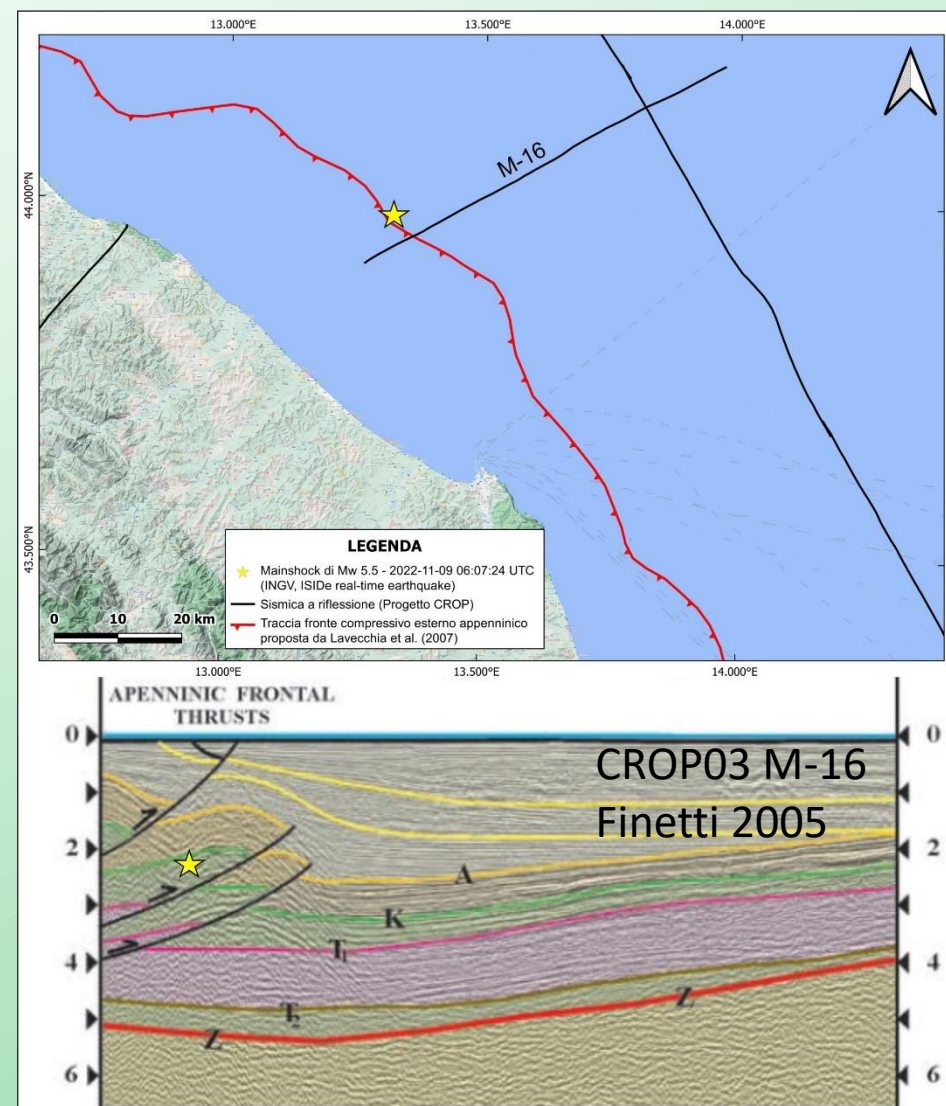 13.000°E 13.500°E 14.000°E
44.000°N
M-16
43.500°N
LEGENDA
Mainshock di Mw 5.5 - 2022-11-09 06:07:24 UTC
(INGV, ISIDe real-time earthquake)
Sismica a riflessione (Progetto CROP)
Traccia fronte compressivo esterno appenninico
proposta da Lavecchia et al. (2007)
0 10 20 km
13.000°E 13.500°E 14.000°E
APENNINIC FRONTAL
THRUSTS
0 0
CROP03 M-16
Finetti 2005
2 2
A
K
T1
4 4
Z
T2
Z
6 6